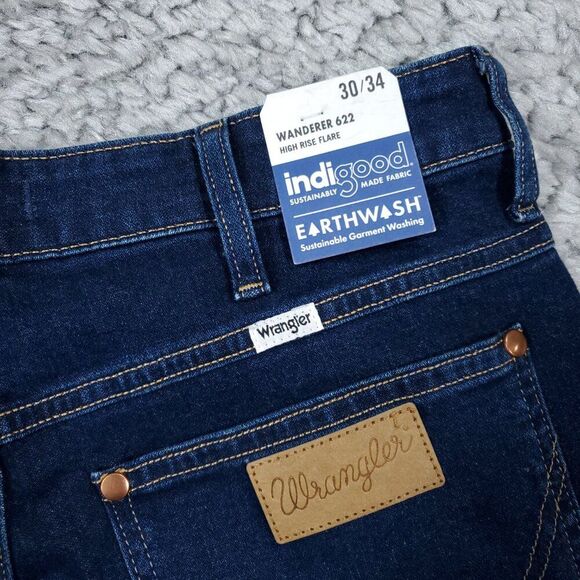 30/34
WANDERER 622
HIGH RISE FLARE
indigood
SUSTAINABLY MADE FABRIC
EARTHWASH
Sustainable Garment Washing
Wrangler
Wrangler